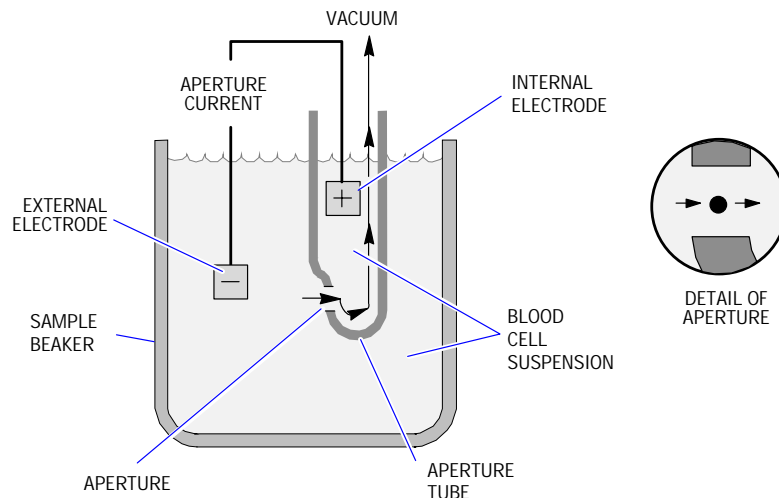 VACUUM
APERTURE
CURRENT
INTERNAL
ELECTRODE
+
EXTERNAL
ELECTRODE
−
SAMPLE
BEAKER
BLOOD
CELL
SUSPENSION
DETAIL OF
APERTURE
APERTURE
APERTURE
TUBE